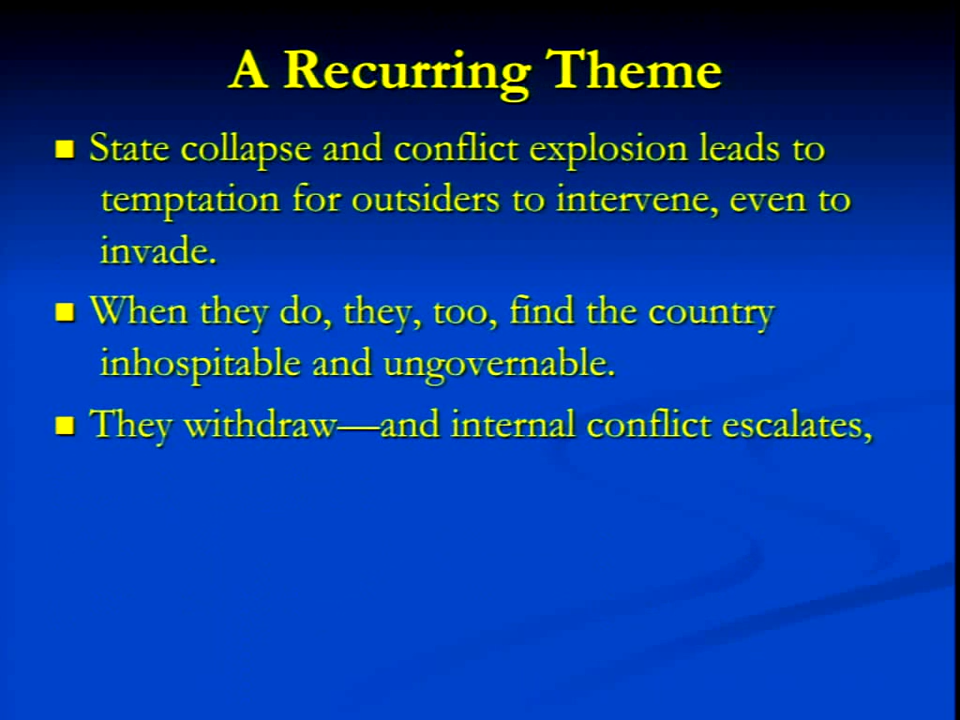 A Recurring Theme
State collapse and conflict explosion leads to
temptation for outsiders to intervene, even to
invade.
When they do, they, too, find the country
inhospitable and ungovernable.
They withdraw—and internal conflict escalates,